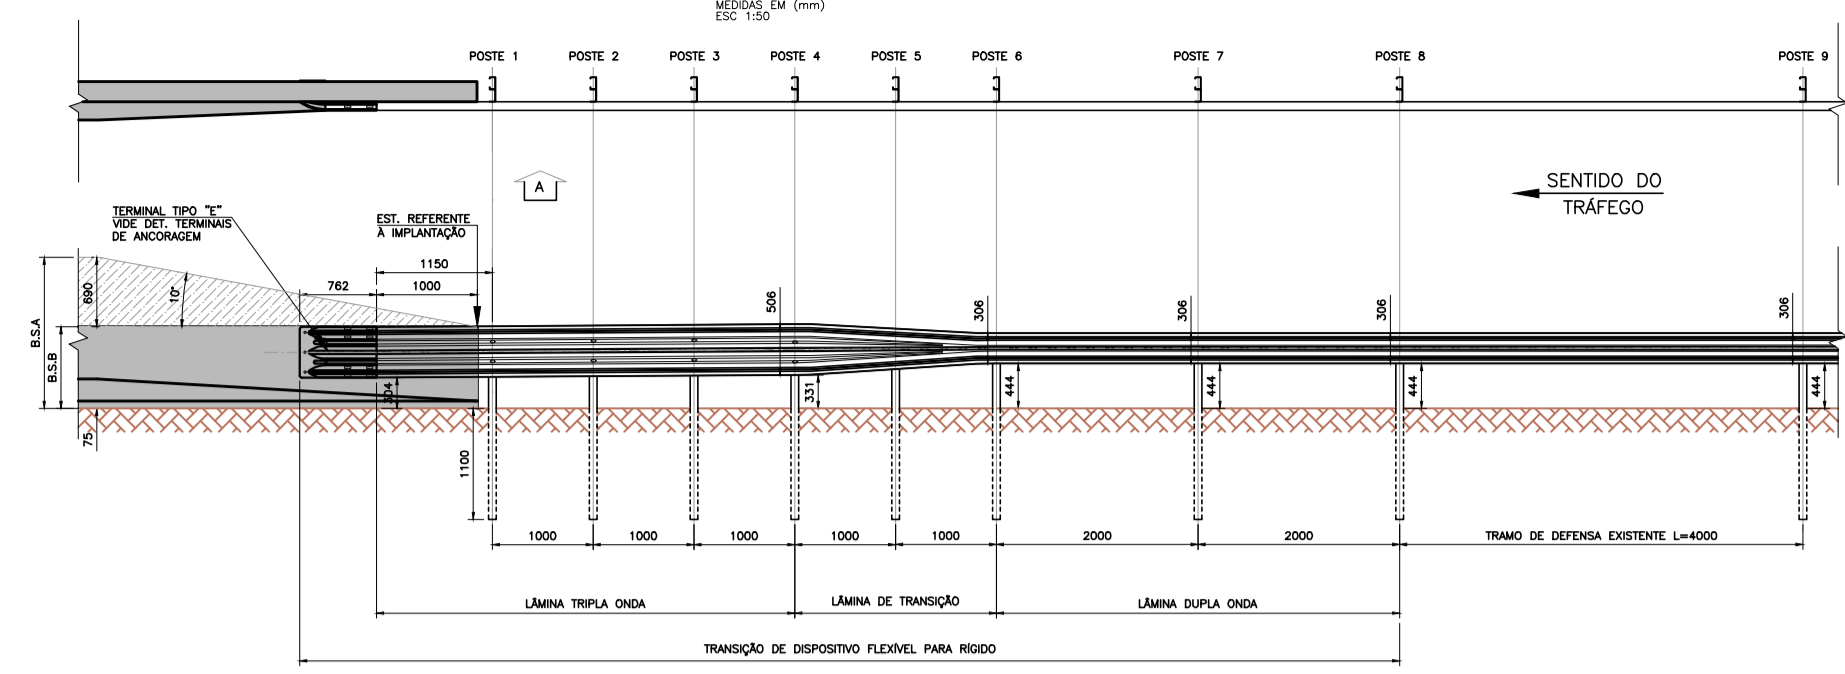 MEDIDAS EM (mm)
ESC 1:50
POSTE 1
POSTE 2
POSTE 3
POSTE 4
POSTE 5
POSTE 6
POSTE 7
POSTE 8
POSTE 9
A
SENTIDO DO
TRÁFEGO
TERMINAL TIPO "E"
VIDE DET. TERMINAIS
DE ANCORAGEM
EST. REFERENTE
À IMPLANTAÇÃO
1150
762
1000
690
10°
B.S.A
B.S.B
506
306
306
306
306
304
331
444
444
444
444
75
1100
1000
1000
1000
1000
1000
2000
2000
TRAMO DE DEFENSA EXISTENTE L=4000
LÂMINA TRIPLA ONDA
LÂMINA DE TRANSIÇÃO
LÂMINA DUPLA ONDA
TRANSIÇÃO DE DISPOSITIVO FLEXÍVEL PARA RÍGIDO